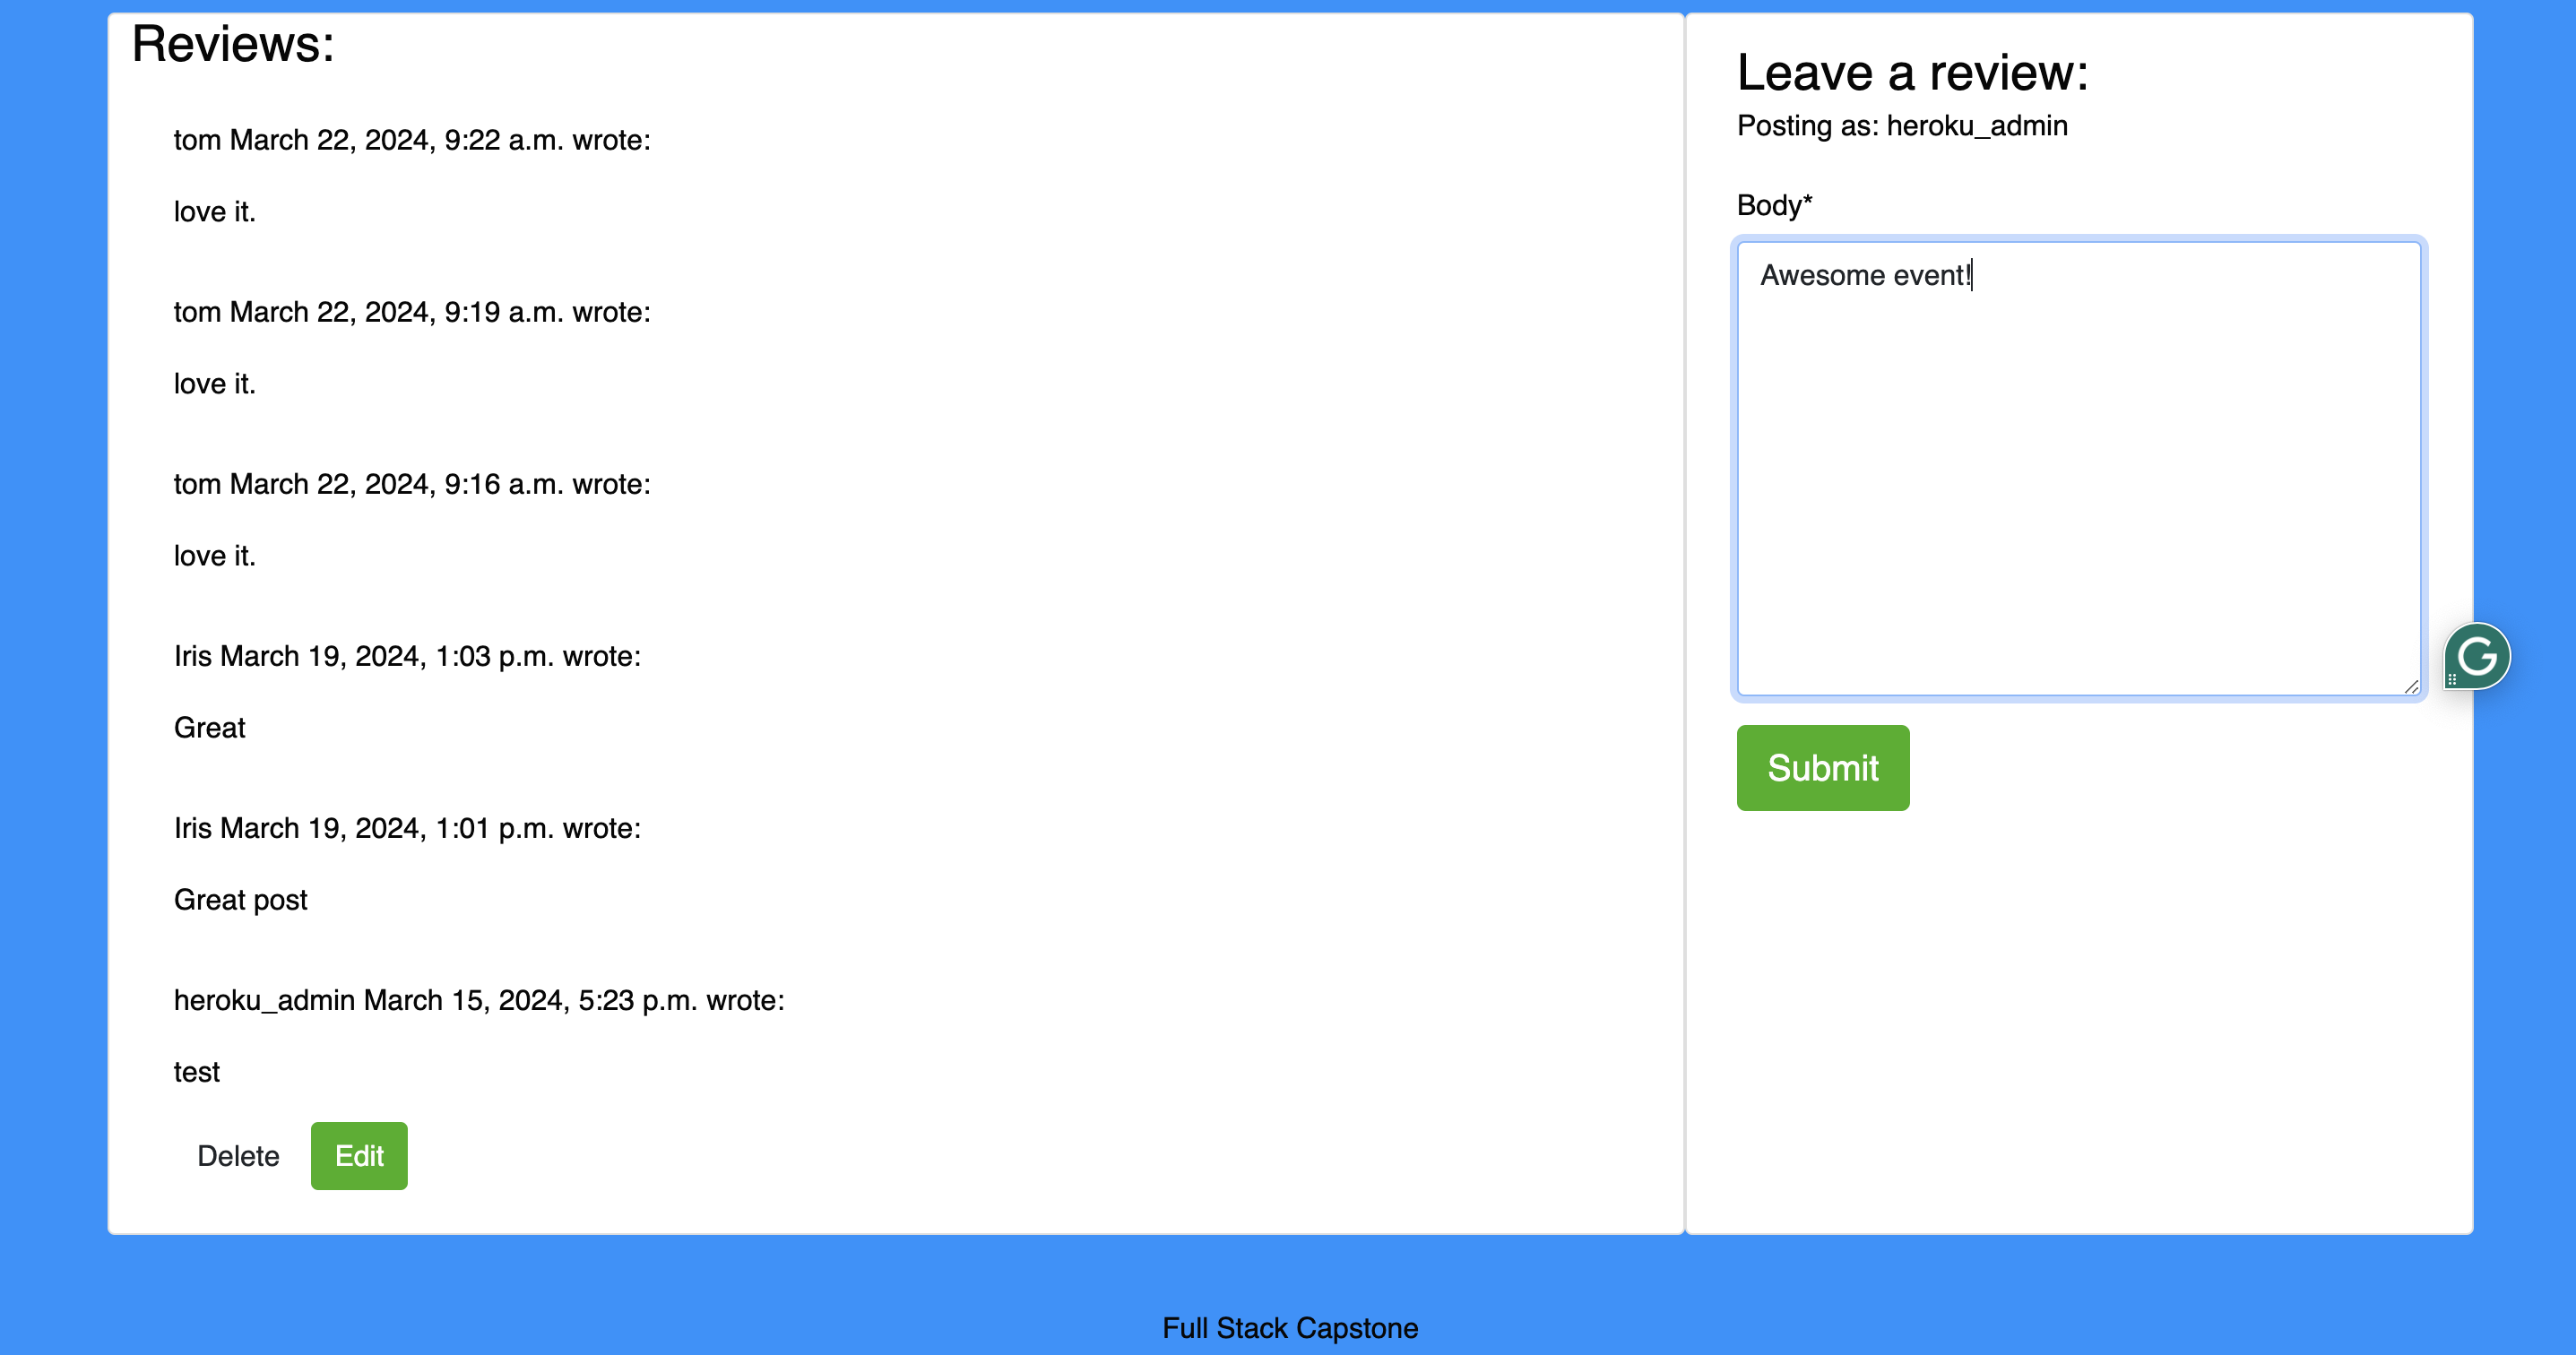 Reviews:
tom March 22, 2024, 9:22 a.m. wrote:
love it.
tom March 22, 2024, 9:19 a.m. wrote:
love it.
tom March 22, 2024, 9:16 a.m. wrote:
love it.
Iris March 19, 2024, 1:03 p.m. wrote:
Great
Iris March 19, 2024, 1:01 p.m. wrote:
Great post
heroku_admin March 15, 2024, 5:23 p.m. wrote:
test
Delete Edit
Leave a review:
Posting as: heroku_admin
Body*
Awesome event!
G
Submit
Full Stack Capstone